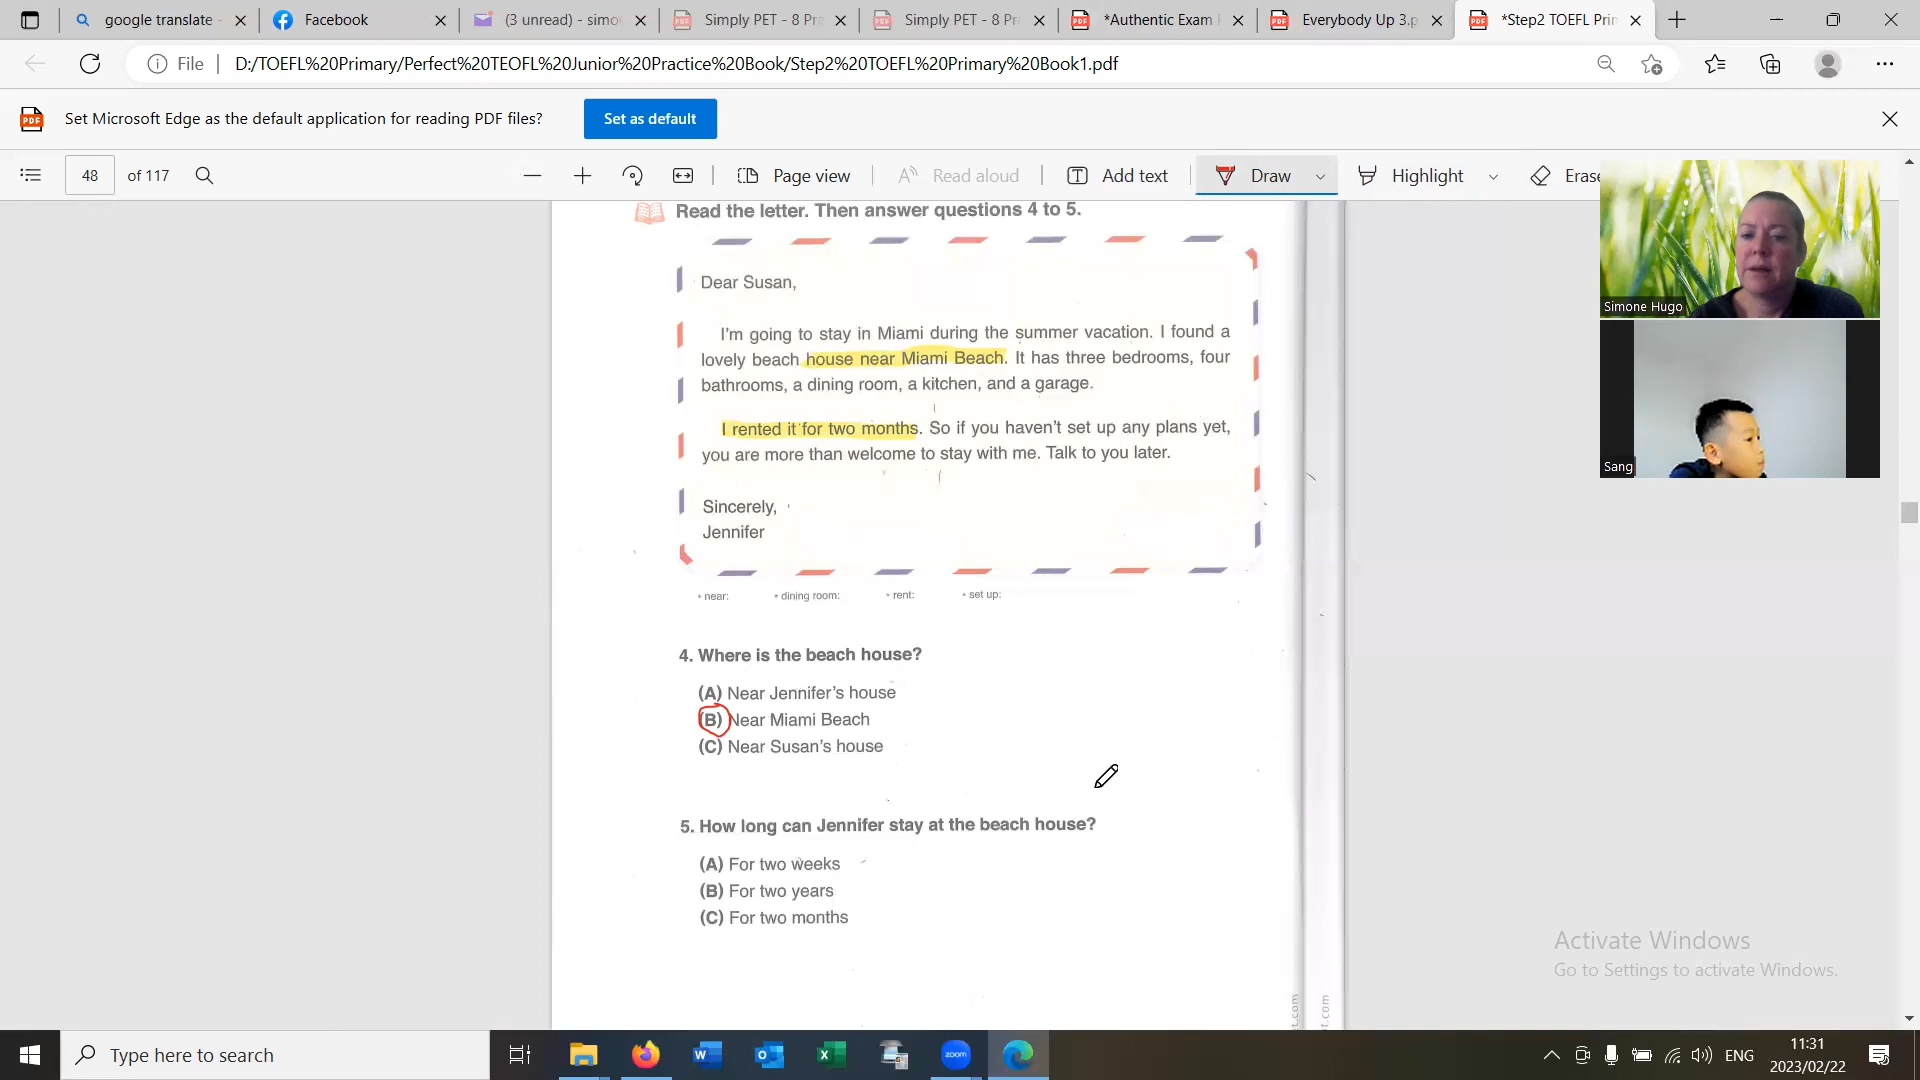 google translate -
Facebook
(3 unread) - simo
Simply PET - 8 Pr
Simply PET - 8 Pr
*Authentic Exam
Everybody Up 3.p
*Step2 TOEFL Prin
File
D:/TOEFL%20Primary/Perfect%20TEOFL%20Junior%20Practice%20Book/Step2%20TOEFL%20Primary%20Book1.pdf
Set Microsoft Edge as the default application for reading PDF files?
Set as default
48 of 117
Page view
Read aloud
Add text
Draw
Highlight
Erase
Read the letter. Then answer questions 4 to 5.
Dear Susan,
I'm going to stay in Miami during the summer vacation. I found a
lovely beach house near Miami Beach. It has three bedrooms, four
bathrooms, a dining room, a kitchen, and a garage.
I rented it for two months. So if you haven't set up any plans yet,
you are more than welcome to stay with me. Talk to you later.
Sincerely,
Jennifer
* near: * dining room: * rent: * set up:
4. Where is the beach house?
(A) Near Jennifer's house
(B) Near Miami Beach
(C) Near Susan's house
5. How long can Jennifer stay at the beach house?
(A) For two weeks
(B) For two years
(C) For two months
Simone Hugo
Sang
Activate Windows
Go to Settings to activate Windows.
Type here to search
zoom
ENG
11:31
2023/02/22